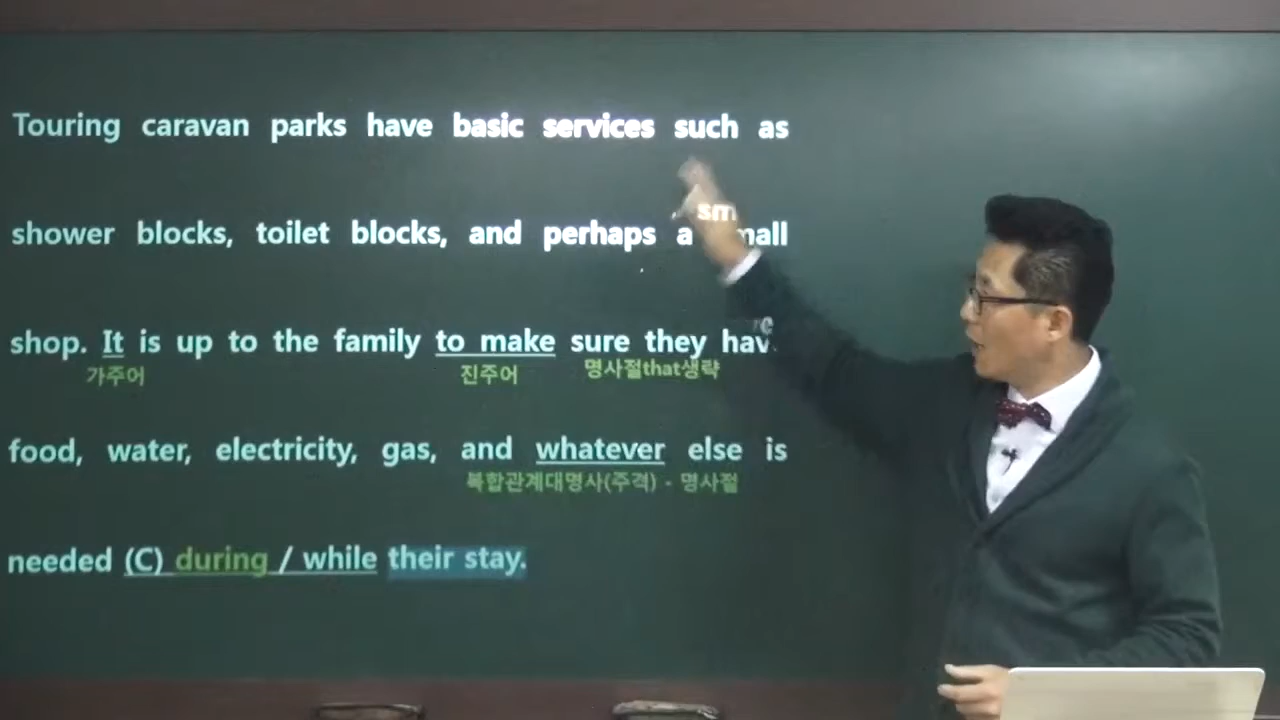 Touring caravan parks have basic services such as
shower blocks, toilet blocks, and perhaps a small
shop. It is up to the family to make sure they have
가주어 진주어 명사절that생략
food, water, electricity, gas, and whatever else is
복합관계대명사(주격) - 명사절
needed (C) during / while their stay.